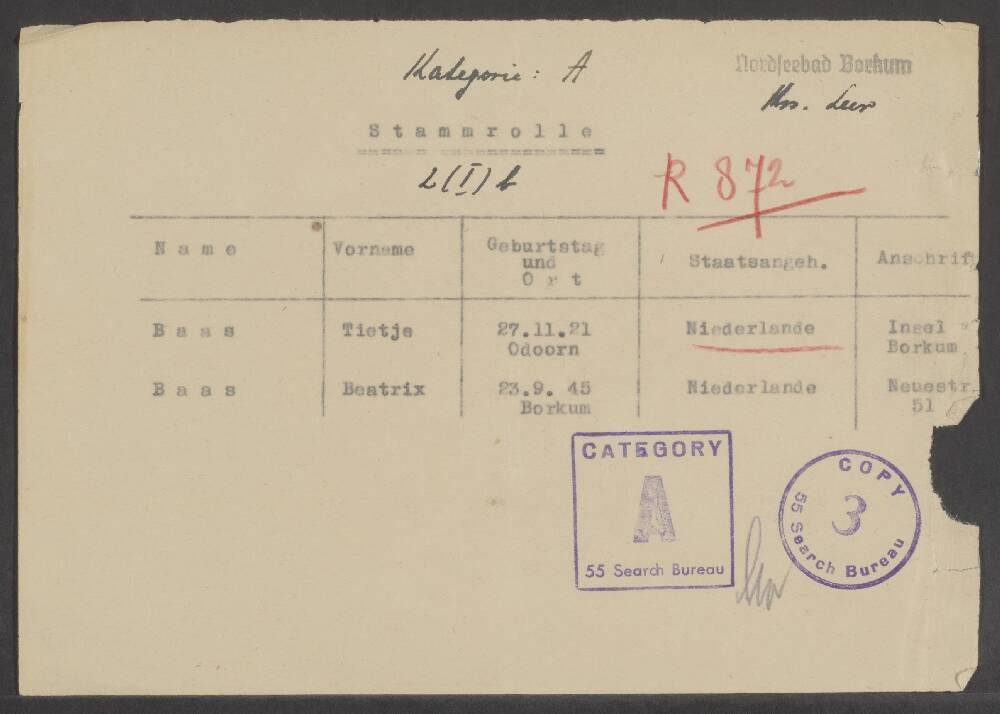 Kategorie: A
Nordseebad Borkum
Krs. Leer
Stammrolle
2(I) b
R 872
Name Vorname Geburtstag und Ort Staatsangeh. Anschrift
Baas Tietje 27.11.21 Niederlande Insel
Odoorn Borkum
Baas Beatrix 23.9. 45 Niederlande Neuestr.
Borkum 51
CATEGORY
A
55 Search Bureau
COPY
3
55 Search Bureau